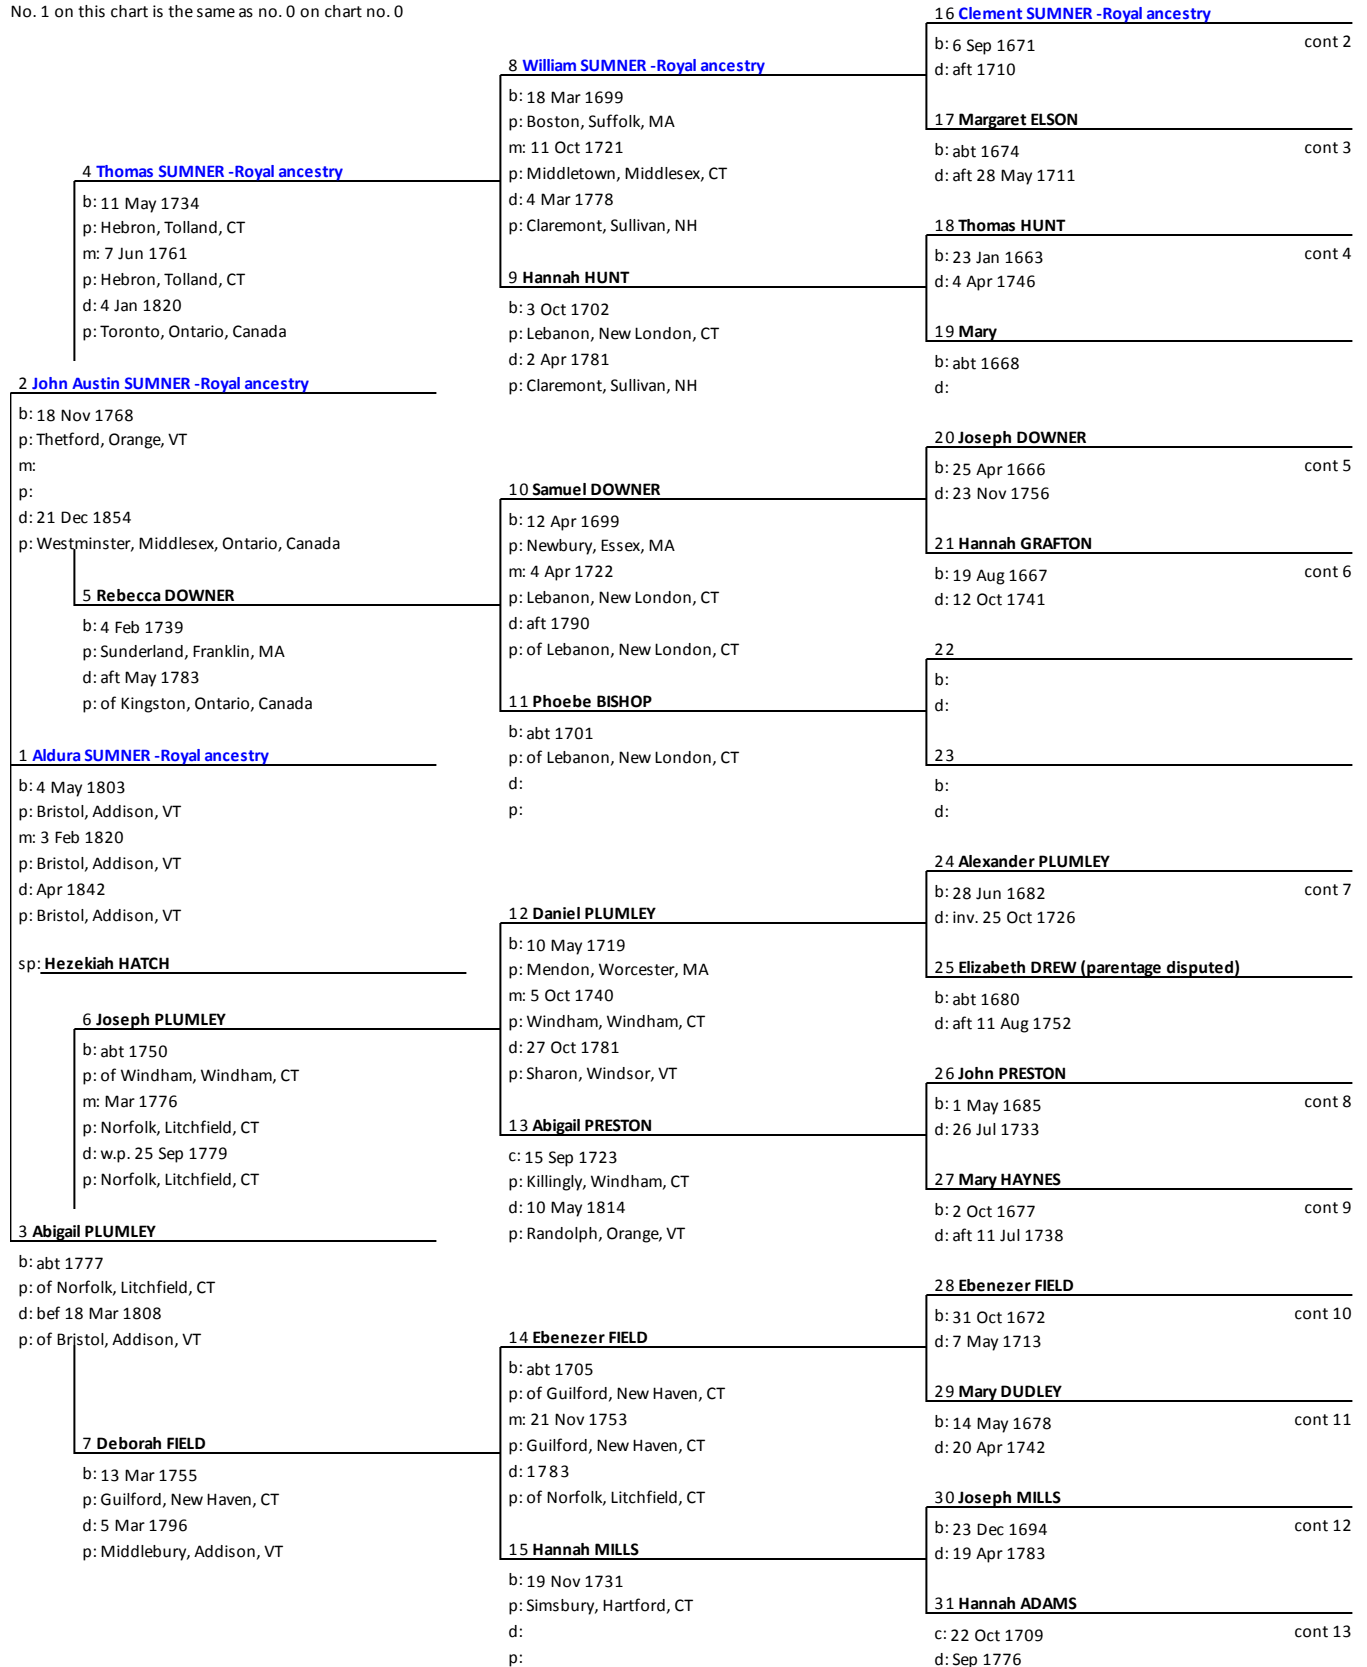 No. 1 on this chart is the same as no. 0 on chart no. 0
16 Clement SUMNER -Royal ancestry
b: 6 Sep 1671 cont 2
d: aft 1710
8 William SUMNER -Royal ancestry
b: 18 Mar 1699
p: Boston, Suffolk, MA
m: 11 Oct 1721
p: Middletown, Middlesex, CT
d: 4 Mar 1778
p: Claremont, Sullivan, NH
17 Margaret ELSON
b: abt 1674 cont 3
d: aft 28 May 1711
4 Thomas SUMNER -Royal ancestry
b: 11 May 1734
p: Hebron, Tolland, CT
m: 7 Jun 1761
p: Hebron, Tolland, CT
d: 4 Jan 1820
p: Toronto, Ontario, Canada
18 Thomas HUNT
b: 23 Jan 1663 cont 4
d: 4 Apr 1746
9 Hannah HUNT
b: 3 Oct 1702
p: Lebanon, New London, CT
d: 2 Apr 1781
p: Claremont, Sullivan, NH
19 Mary
b: abt 1668
d:
2 John Austin SUMNER -Royal ancestry
b: 18 Nov 1768
p: Thetford, Orange, VT
m:
p:
d: 21 Dec 1854
p: Westminster, Middlesex, Ontario, Canada
20 Joseph DOWNER
b: 25 Apr 1666 cont 5
d: 23 Nov 1756
10 Samuel DOWNER
b: 12 Apr 1699
p: Newbury, Essex, MA
m: 4 Apr 1722
p: Lebanon, New London, CT
d: aft 1790
p: of Lebanon, New London, CT
21 Hannah GRAFTON
b: 19 Aug 1667 cont 6
d: 12 Oct 1741
5 Rebecca DOWNER
b: 4 Feb 1739
p: Sunderland, Franklin, MA
d: aft May 1783
p: of Kingston, Ontario, Canada
22
b:
d:
11 Phoebe BISHOP
b: abt 1701
p: of Lebanon, New London, CT
d:
p:
23
b:
d:
1 Aldura SUMNER -Royal ancestry
b: 4 May 1803
p: Bristol, Addison, VT
m: 3 Feb 1820
p: Bristol, Addison, VT
d: Apr 1842
p: Bristol, Addison, VT
sp: Hezekiah HATCH
24 Alexander PLUMLEY
b: 28 Jun 1682 cont 7
d: inv. 25 Oct 1726
12 Daniel PLUMLEY
b: 10 May 1719
p: Mendon, Worcester, MA
m: 5 Oct 1740
p: Windham, Windham, CT
d: 27 Oct 1781
p: Sharon, Windsor, VT
25 Elizabeth DREW (parentage disputed)
b: abt 1680
d: aft 11 Aug 1752
6 Joseph PLUMLEY
b: abt 1750
p: of Windham, Windham, CT
m: Mar 1776
p: Norfolk, Litchfield, CT
d: w.p. 25 Sep 1779
p: Norfolk, Litchfield, CT
26 John PRESTON
b: 1 May 1685 cont 8
d: 26 Jul 1733
13 Abigail PRESTON
c: 15 Sep 1723
p: Killingly, Windham, CT
d: 10 May 1814
p: Randolph, Orange, VT
27 Mary HAYNES
b: 2 Oct 1677 cont 9
d: aft 11 Jul 1738
3 Abigail PLUMLEY
b: abt 1777
p: of Norfolk, Litchfield, CT
d: bef 18 Mar 1808
p: of Bristol, Addison, VT
28 Ebenezer FIELD
b: 31 Oct 1672 cont 10
d: 7 May 1713
14 Ebenezer FIELD
b: abt 1705
p: of Guilford, New Haven, CT
m: 21 Nov 1753
p: Guilford, New Haven, CT
d: 1783
p: of Norfolk, Litchfield, CT
29 Mary DUDLEY
b: 14 May 1678 cont 11
d: 20 Apr 1742
7 Deborah FIELD
b: 13 Mar 1755
p: Guilford, New Haven, CT
d: 5 Mar 1796
p: Middlebury, Addison, VT
30 Joseph MILLS
b: 23 Dec 1694 cont 12
d: 19 Apr 1783
15 Hannah MILLS
b: 19 Nov 1731
p: Simsbury, Hartford, CT
d:
p:
31 Hannah ADAMS
c: 22 Oct 1709 cont 13
d: Sep 1776